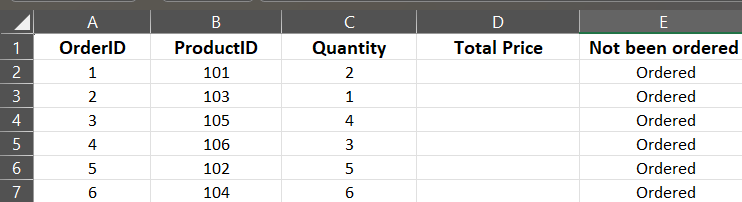 A B C D E
1 OrderID ProductID Quantity Total Price Not been ordered
2 1 101 2 Ordered
3 2 103 1 Ordered
4 3 105 4 Ordered
5 4 106 3 Ordered
6 5 102 5 Ordered
7 6 104 6 Ordered